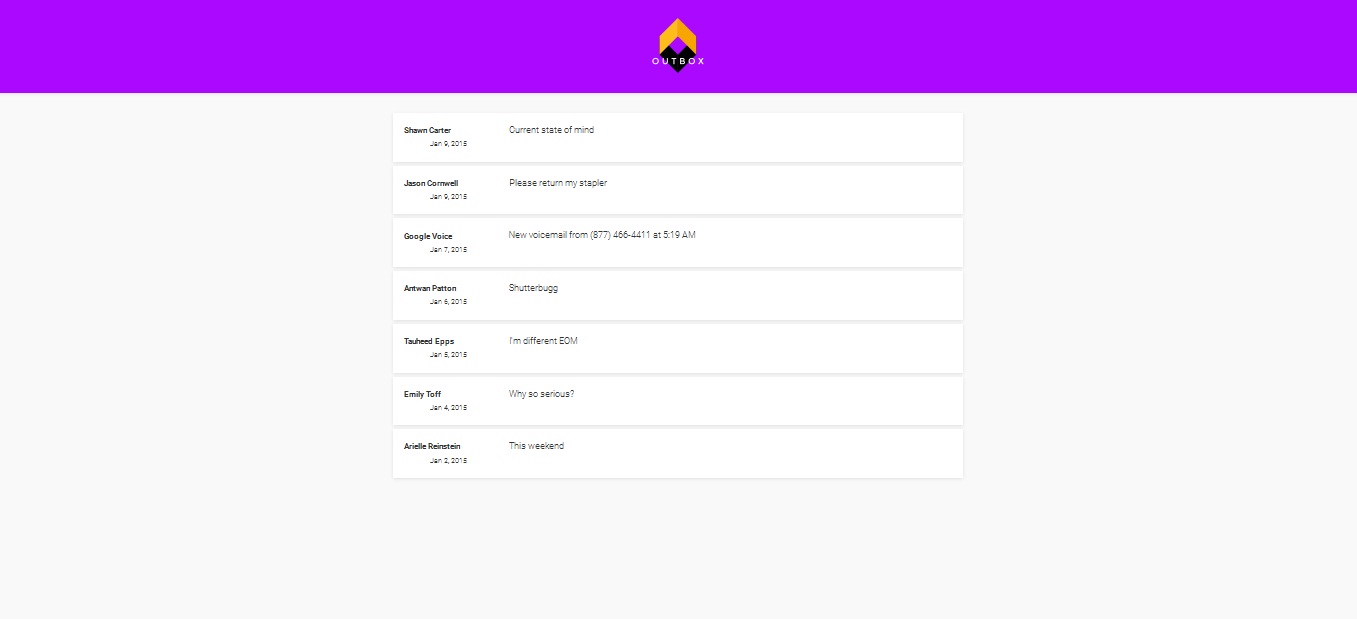 OUTBOX
Shawn Carter
Current state of mind
Jan 9, 2015
Jason Cornwell
Please return my stapler
Jan 9, 2015
Google Voice
New voicemail from (877) 466-4411 at 5:19 AM
Jan 7, 2015
Antwan Patton
Shutterbugg
Jan 6, 2015
Tauheed Epps
I'm different EOM
Jan 5, 2015
Emily Toff
Why so serious?
Jan 4, 2015
Arielle Reinstein
This weekend
Jan 2, 2015